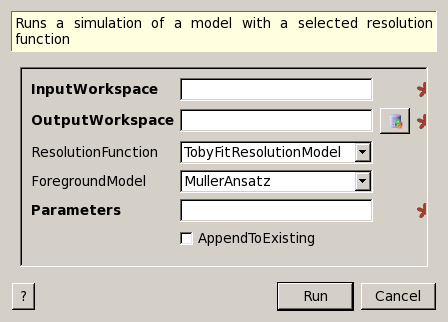 Runs a simulation of a model with a selected resolution
function
InputWorkspace *
OutputWorkspace *
ResolutionFunction TobyFitResolutionModel
ForegroundModel MullerAnsatz
Parameters *
AppendToExisting
? Run Cancel